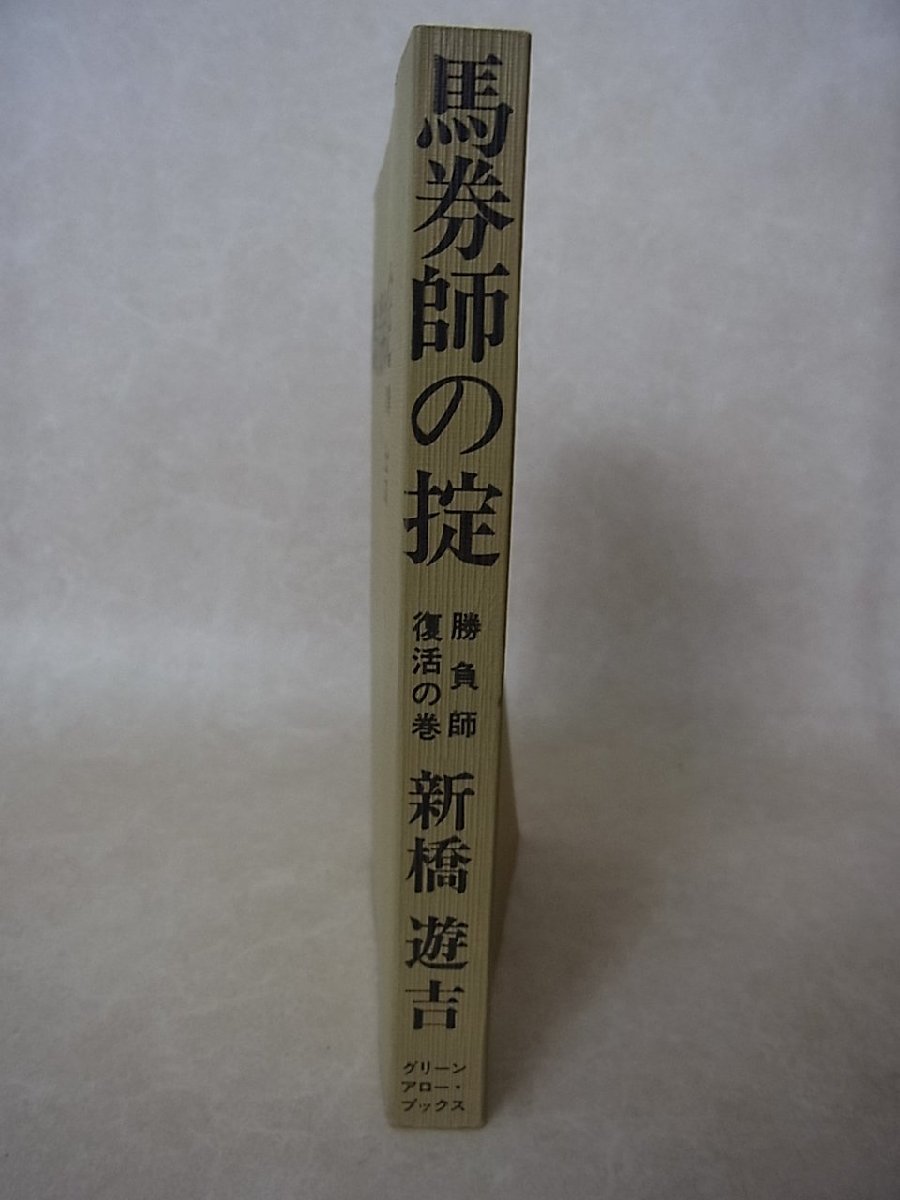 馬券師の掟
勝負師
復活の巻
新橋遊吉
グリーン
アロー・
ブックス